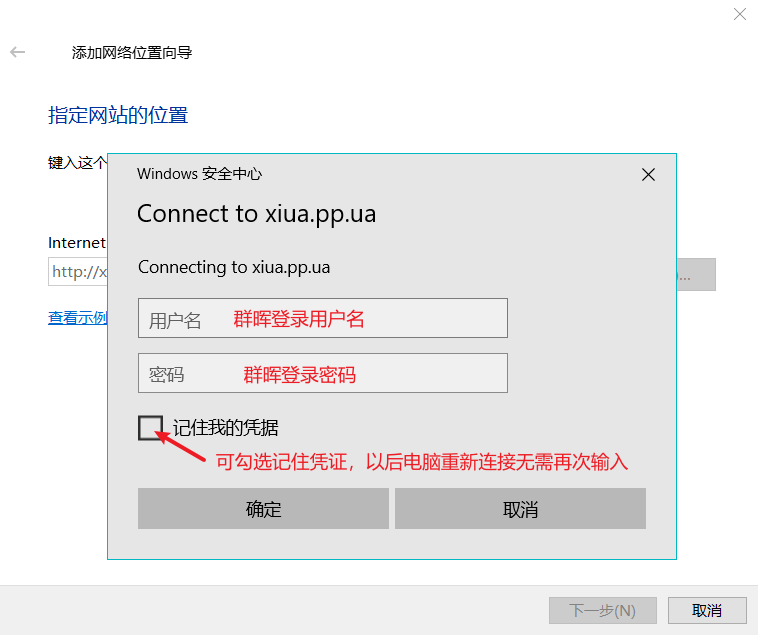 添加网络位置向导
指定网站的位置
键入这个
Windows 安全中心
Connect to xiua.pp.ua
Connecting to xiua.pp.ua
Internet
http://x
...
查看示例
用户名 群晖登录用户名
密码 群晖登录密码
记住我的凭据
可勾选记住凭证，以后电脑重新连接无需再次输入
确定 取消
下一步(N) 取消